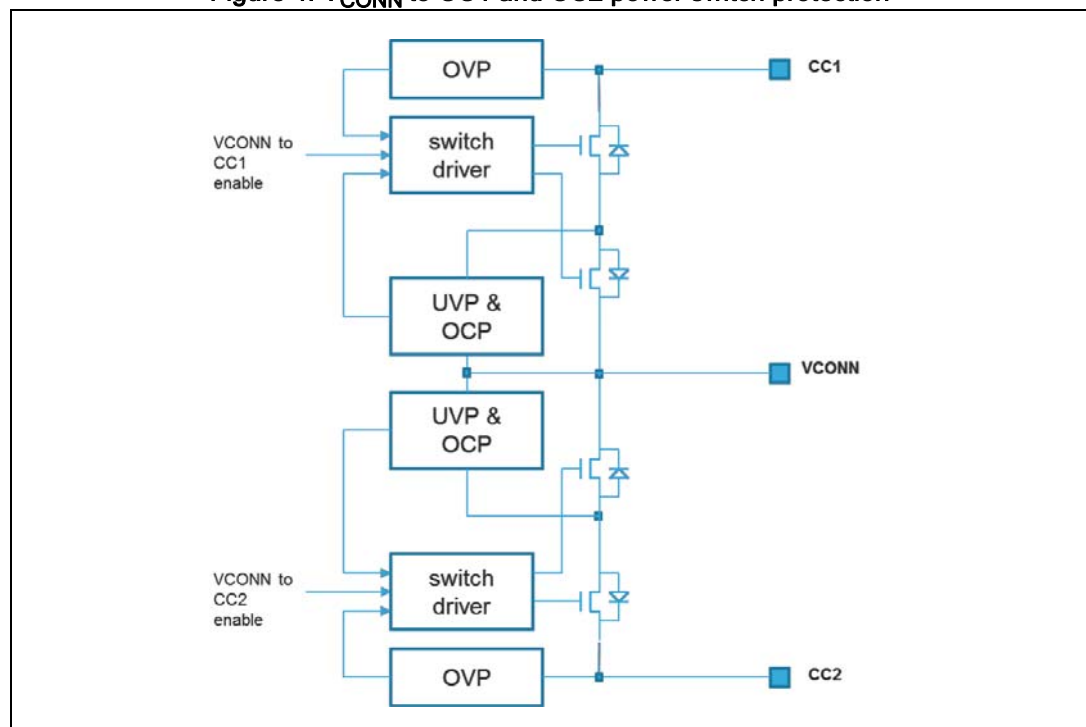 OVP
CC1
VCONN to
CC1
enable
switch
driver
UVP &
OCP
VCONN
UVP &
OCP
VCONN to
CC2
enable
switch
driver
OVP
CC2